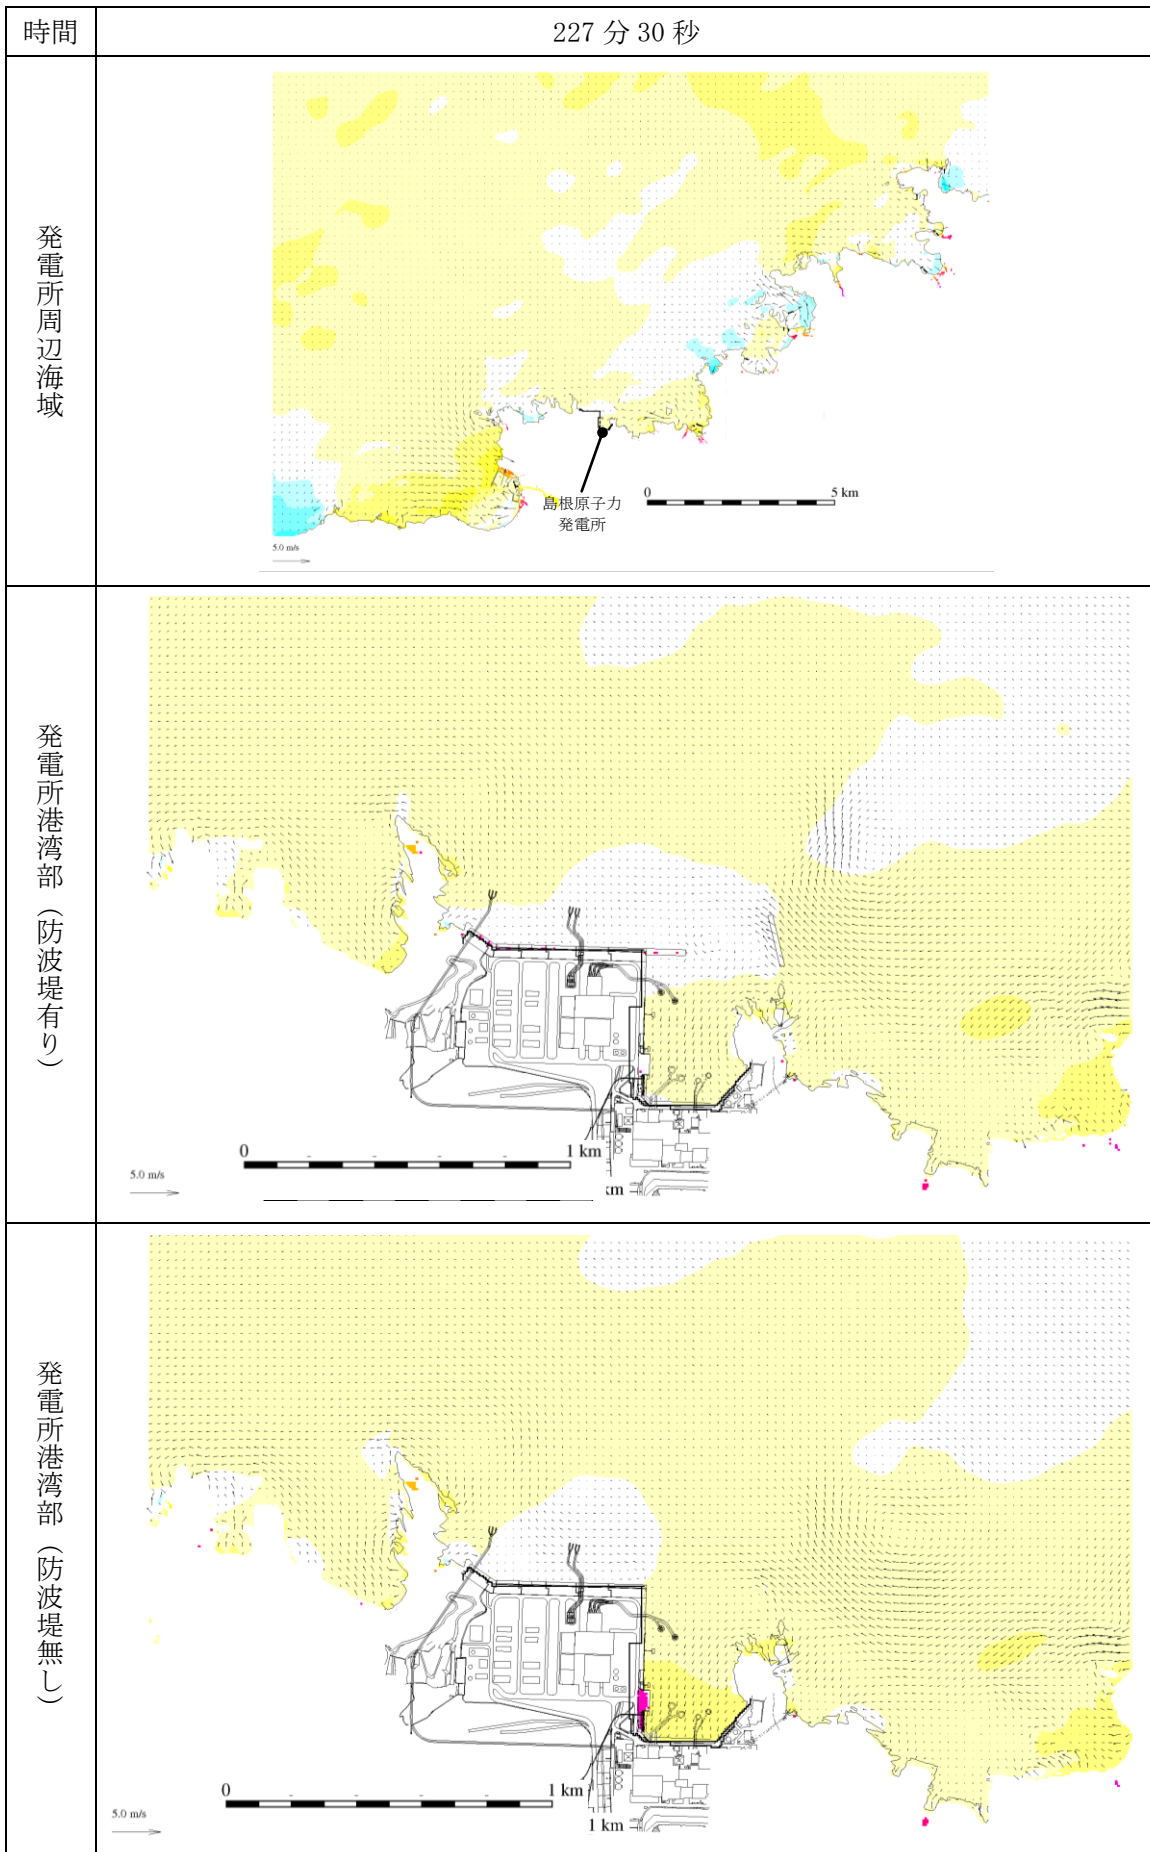 時間
227 分 30 秒
発電所周辺海域
島根原子力
発電所
0
5 km
5.0 m/s
発電所港湾部（防波堤有り）
0
1 km
5.0 m/s
km
発電所港湾部（防波堤無し）
0
1 km
5.0 m/s
1 km